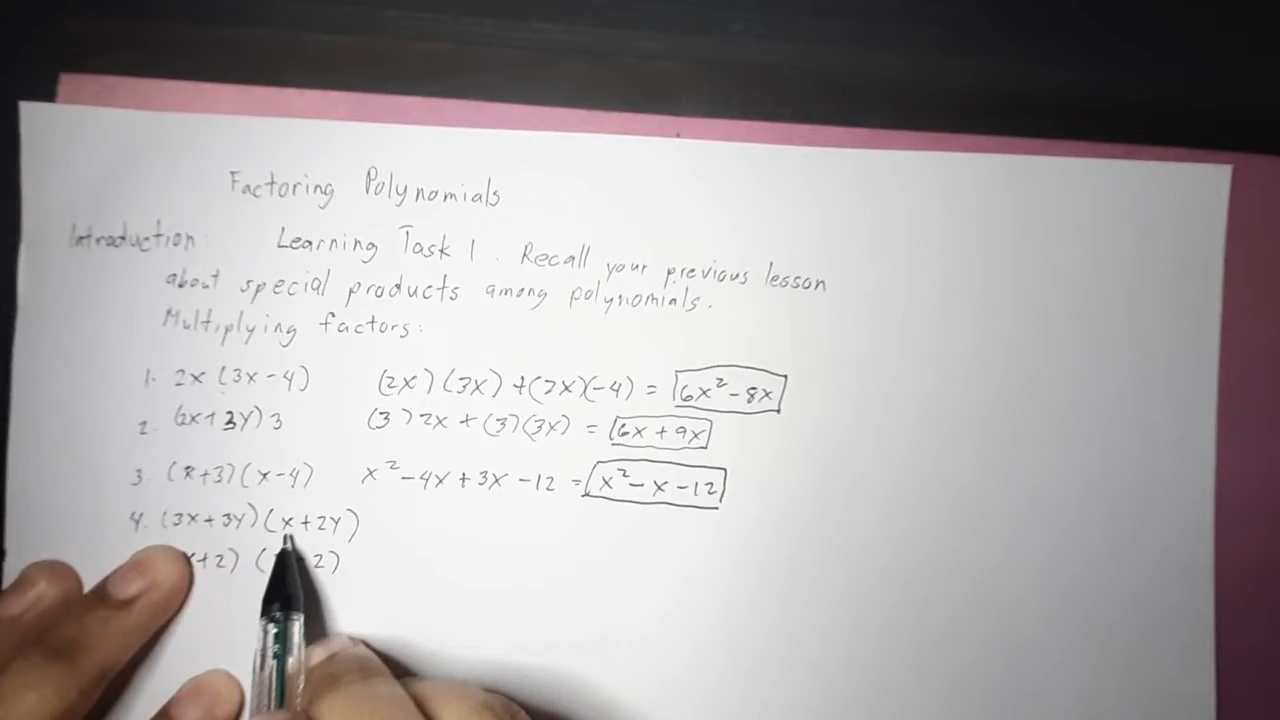 Factoring Polynomials
Introduction: Learning Task 1. Recall your previous lesson
about special products among polynomials.
Multiplying factors:
1. 2x (3x-4) (2x)(3x)+(2x)(-4) = 6x²-8x
2. (2x+3y)3 (3)2x+(3)(3x) = 6x+9x
3. (x+3)(x-4) x²-4x+3x-12 = x²-x-12
4. (3x+3y)(x+2y)
+2) ( 2)